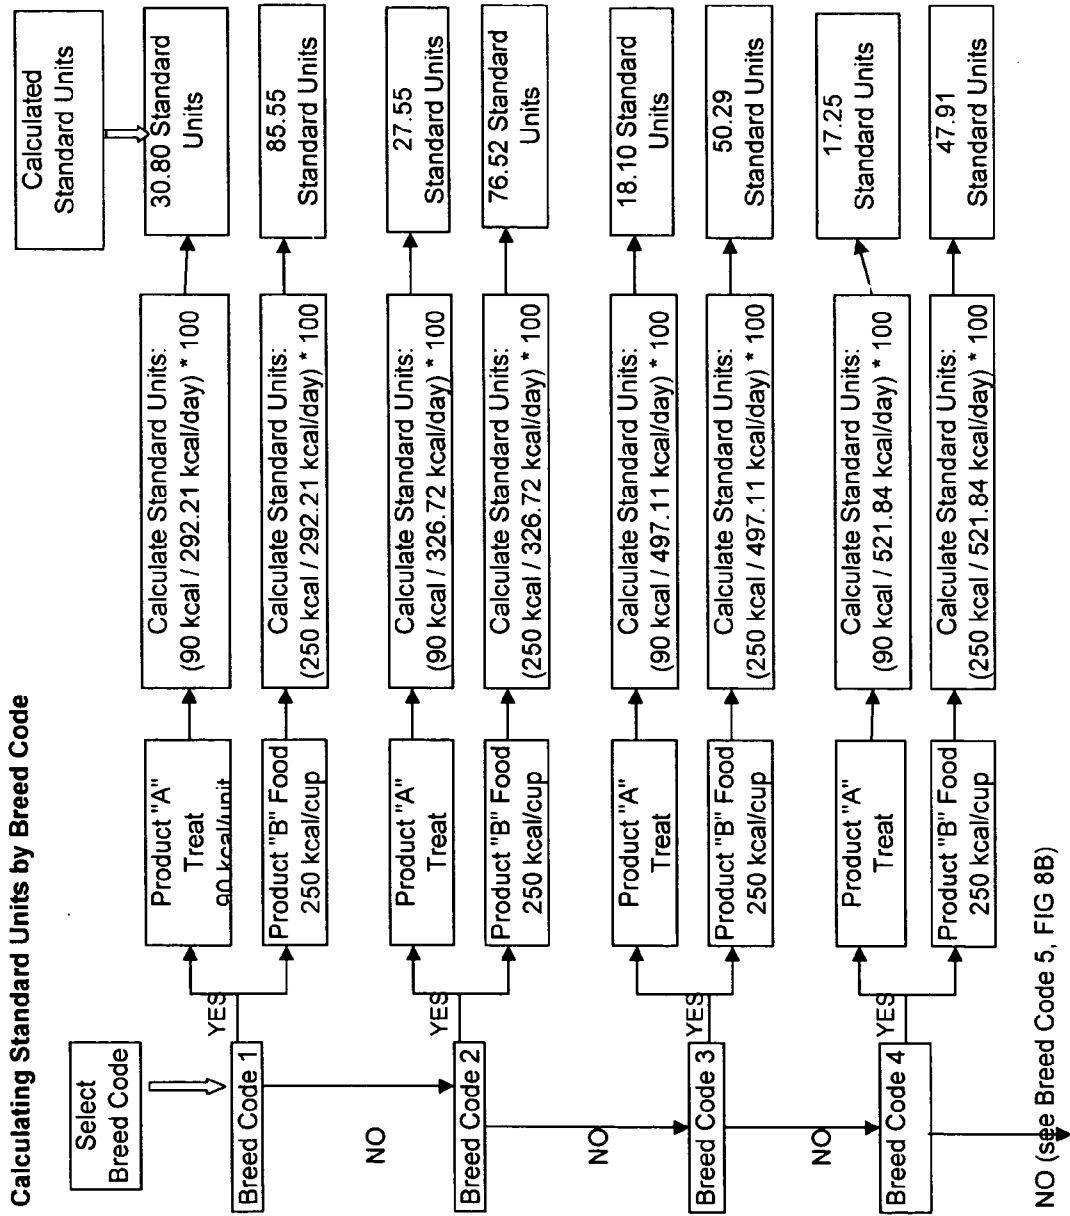 Calculating Standard Units by Breed Code
Select
Breed Code
Calculated
Standard Units
Breed Code 1
YES
Product "A"
Treat
90 kcal/unit
Calculate Standard Units:
(90 kcal / 292.21 kcal/day) * 100
30.80 Standard
Units
Product "B" Food
250 kcal/cup
Calculate Standard Units:
(250 kcal / 292.21 kcal/day) * 100
85.55
Standard Units
NO
Breed Code 2
YES
Product "A"
Treat
Calculate Standard Units:
(90 kcal / 326.72 kcal/day) * 100
27.55
Standard Units
Product "B" Food
250 kcal/cup
Calculate Standard Units:
(250 kcal / 326.72 kcal/day) * 100
76.52 Standard
Units
NO
Breed Code 3
YES
Product "A"
Treat
Calculate Standard Units:
(90 kcal / 497.11 kcal/day) * 100
18.10 Standard
Units
Product "B" Food
250 kcal/cup
Calculate Standard Units:
(250 kcal / 497.11 kcal/day) * 100
50.29
Standard Units
NO
Breed Code 4
YES
Product "A"
Treat
Calculate Standard Units:
(90 kcal / 521.84 kcal/day) * 100
17.25
Standard Units
Product "B" Food
250 kcal/cup
Calculate Standard Units:
(250 kcal / 521.84 kcal/day) * 100
47.91
Standard Units
NO (see Breed Code 5, FIG 8B)